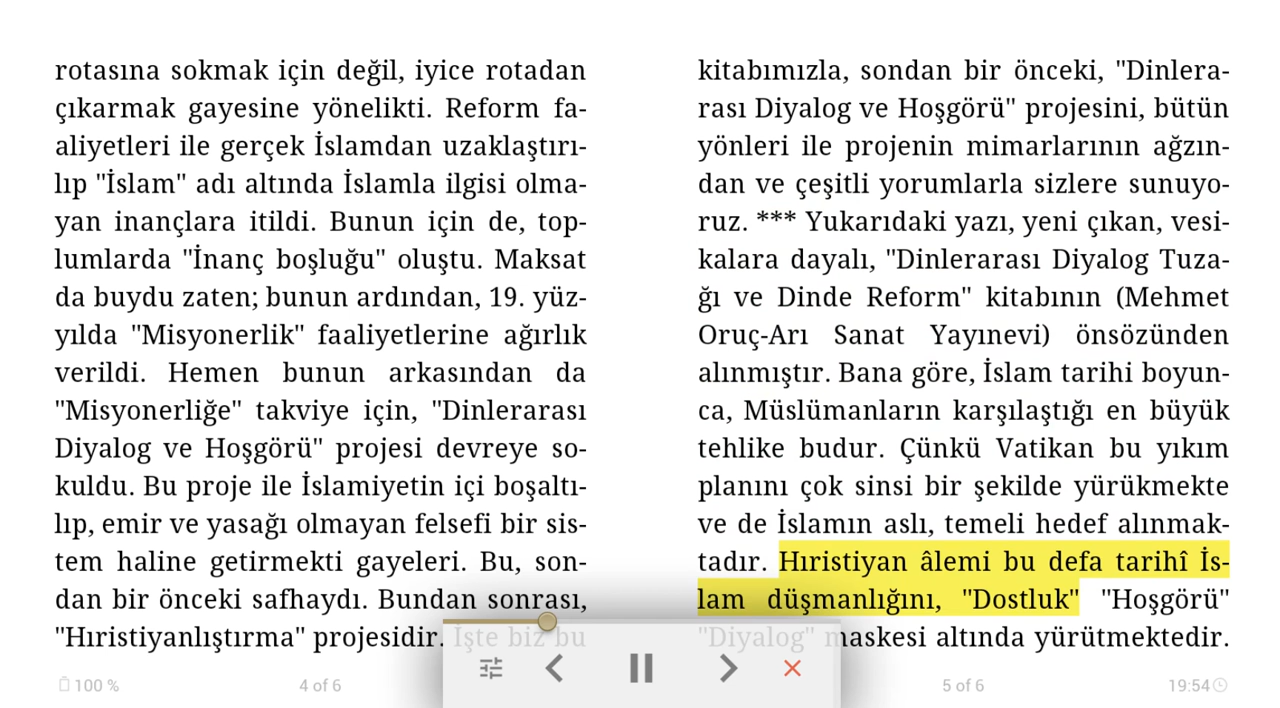 rotasına sokmak için değil, iyice rotadan
çıkarmak gayesine yönelikti. Reform fa-
aliyetleri ile gerçek İslamdan uzaklaştırı-
lıp "İslam" adı altında İslamla ilgisi olma-
yan inançlara itildi. Bunun için de, top-
lumlarda "İnanç boşluğu" oluştu. Maksat
da buydu zaten; bunun ardından, 19. yüz-
yılda "Misyonerlik" faaliyetlerine ağırlık
verildi. Hemen bunun arkasından da
"Misyonerliğe" takviye için, "Dinlerarası
Diyalog ve Hoşgörü" projesi devreye so-
kuldu. Bu proje ile İslamiyetin içi boşaltı-
lıp, emir ve yasağı olmayan felsefi bir sis-
tem haline getirmekti gayeleri. Bu, son-
dan bir önceki safhaydı. Bundan sonrası,
"Hıristiyanlıştırma" projesidir. İşte biz bu
kitabımızla, sondan bir önceki, "Dinlera-
rası Diyalog ve Hoşgörü" projesini, bütün
yönleri ile projenin mimarlarının ağzın-
dan ve çeşitli yorumlarla sizlere sunuyo-
ruz. *** Yukarıdaki yazı, yeni çıkan, vesi-
kalara dayalı, "Dinlerarası Diyalog Tuza-
ğı ve Dinde Reform" kitabının (Mehmet
Oruç-Arı Sanat Yayınevi) önsözünden
alınmıştır. Bana göre, İslam tarihi boyun-
ca, Müslümanların karşılaştığı en büyük
tehlike budur. Çünkü Vatikan bu yıkım
planını çok sinsi bir şekilde yürükmekte
ve de İslamın aslı, temeli hedef alınmak-
tadır. Hıristiyan âlemi bu defa tarihî İs-
lam düşmanlığını, "Dostluk" "Hoşgörü"
"Diyalog" maskesi altında yürütmektedir.
100 %
4 of 6
5 of 6
19:54